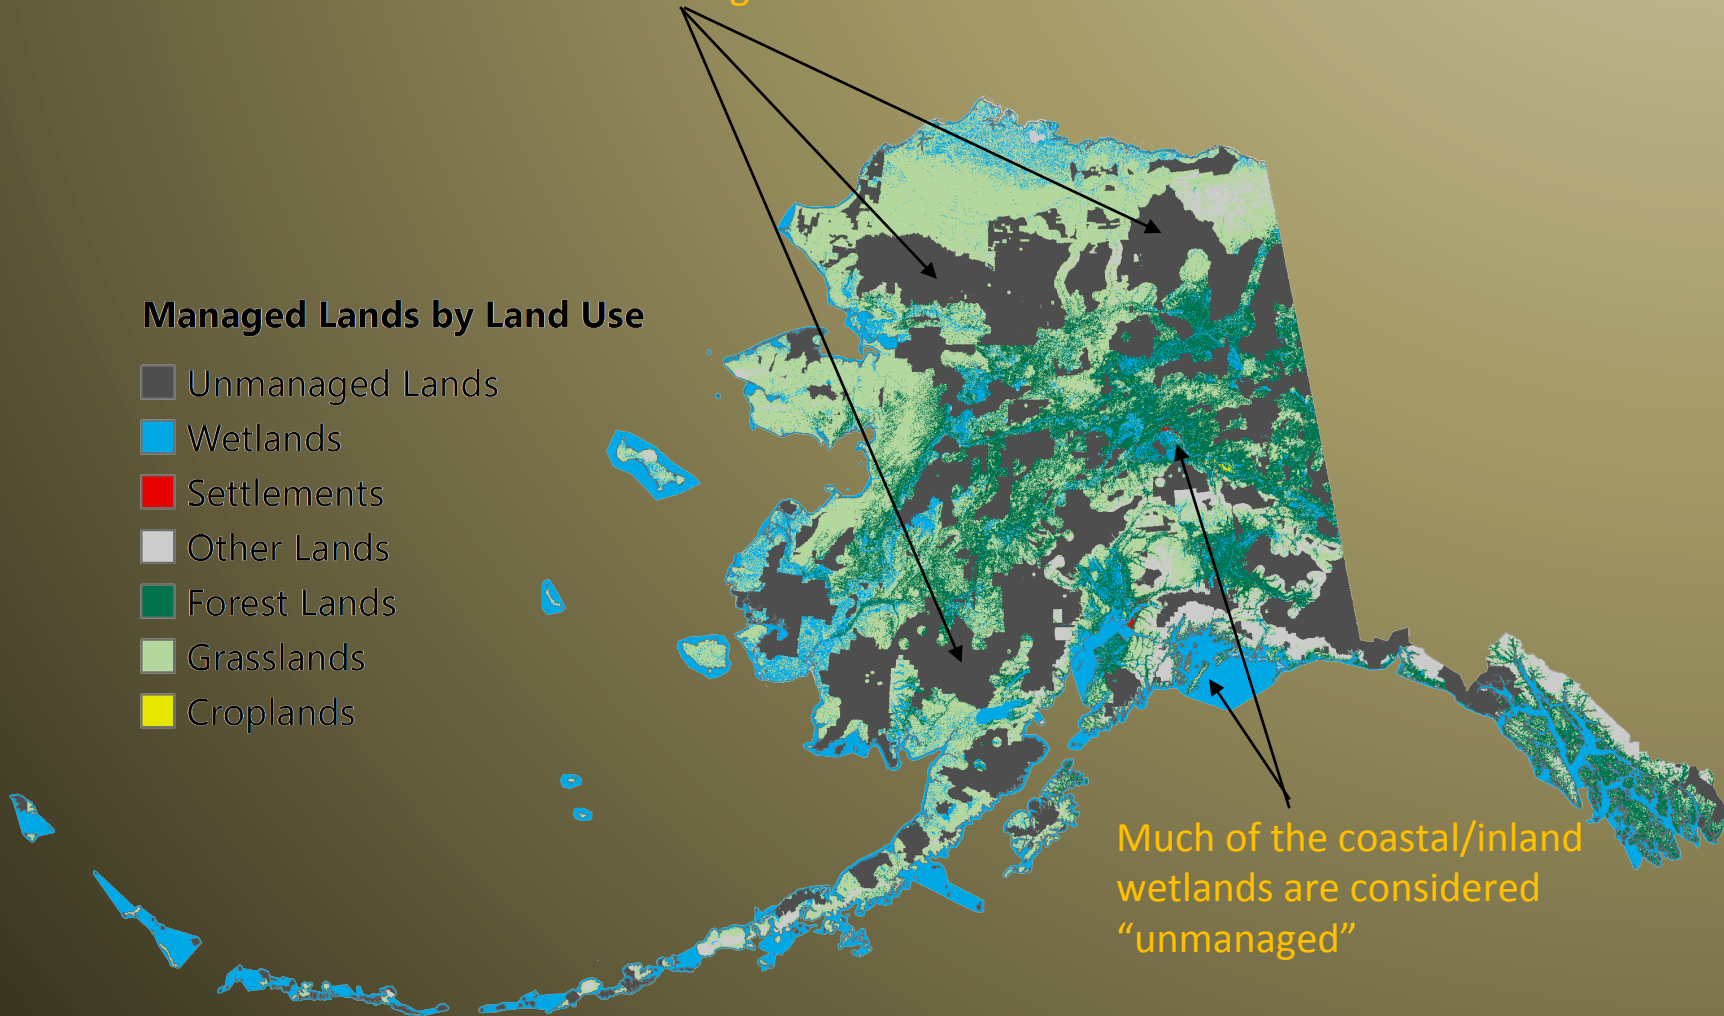 Managed Lands by Land Use
Unmanaged Lands
Wetlands
Settlements
Other Lands
Forest Lands
Grasslands
Croplands
Much of the coastal/inland
wetlands are considered
“unmanaged”